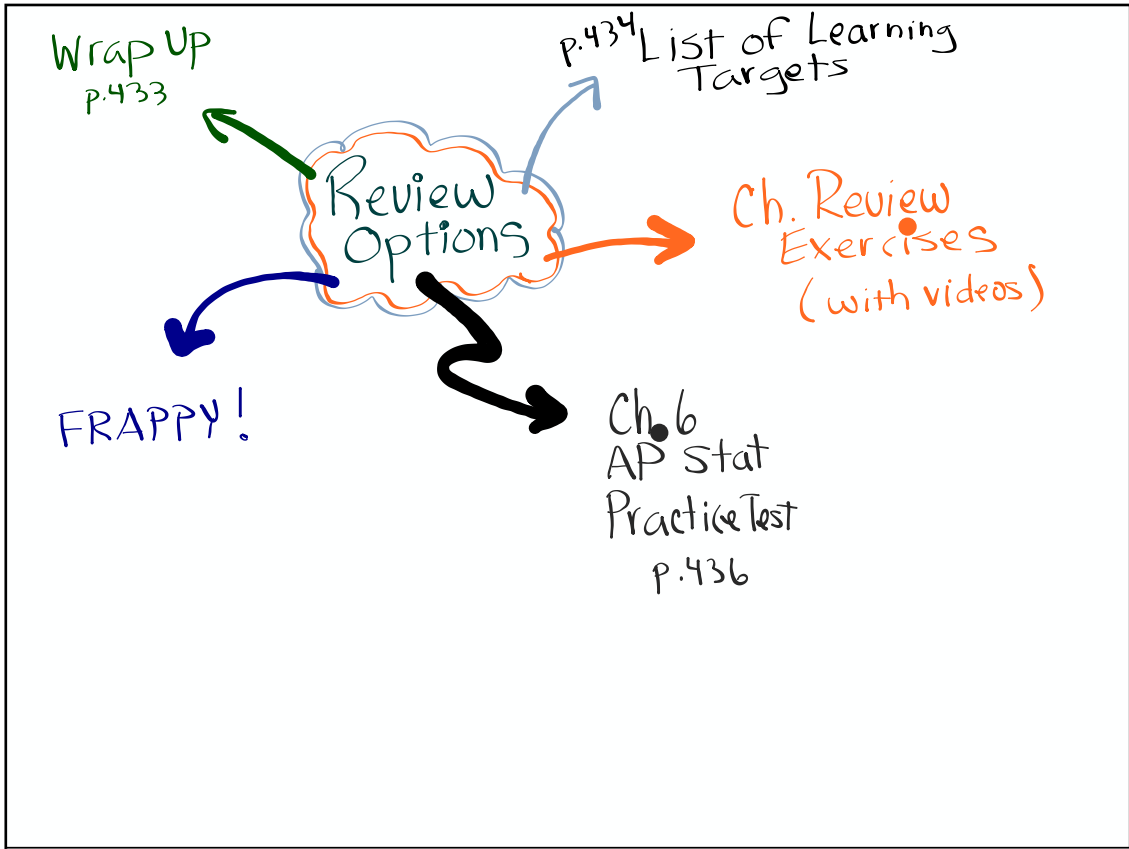 Wrap Up
p.433
p.434 List of Learning
Targets
Review
Options
Ch. Review
Exercises
(with videos)
FRAPPY!
Ch. 6
AP Stat
Practice Test
p.436